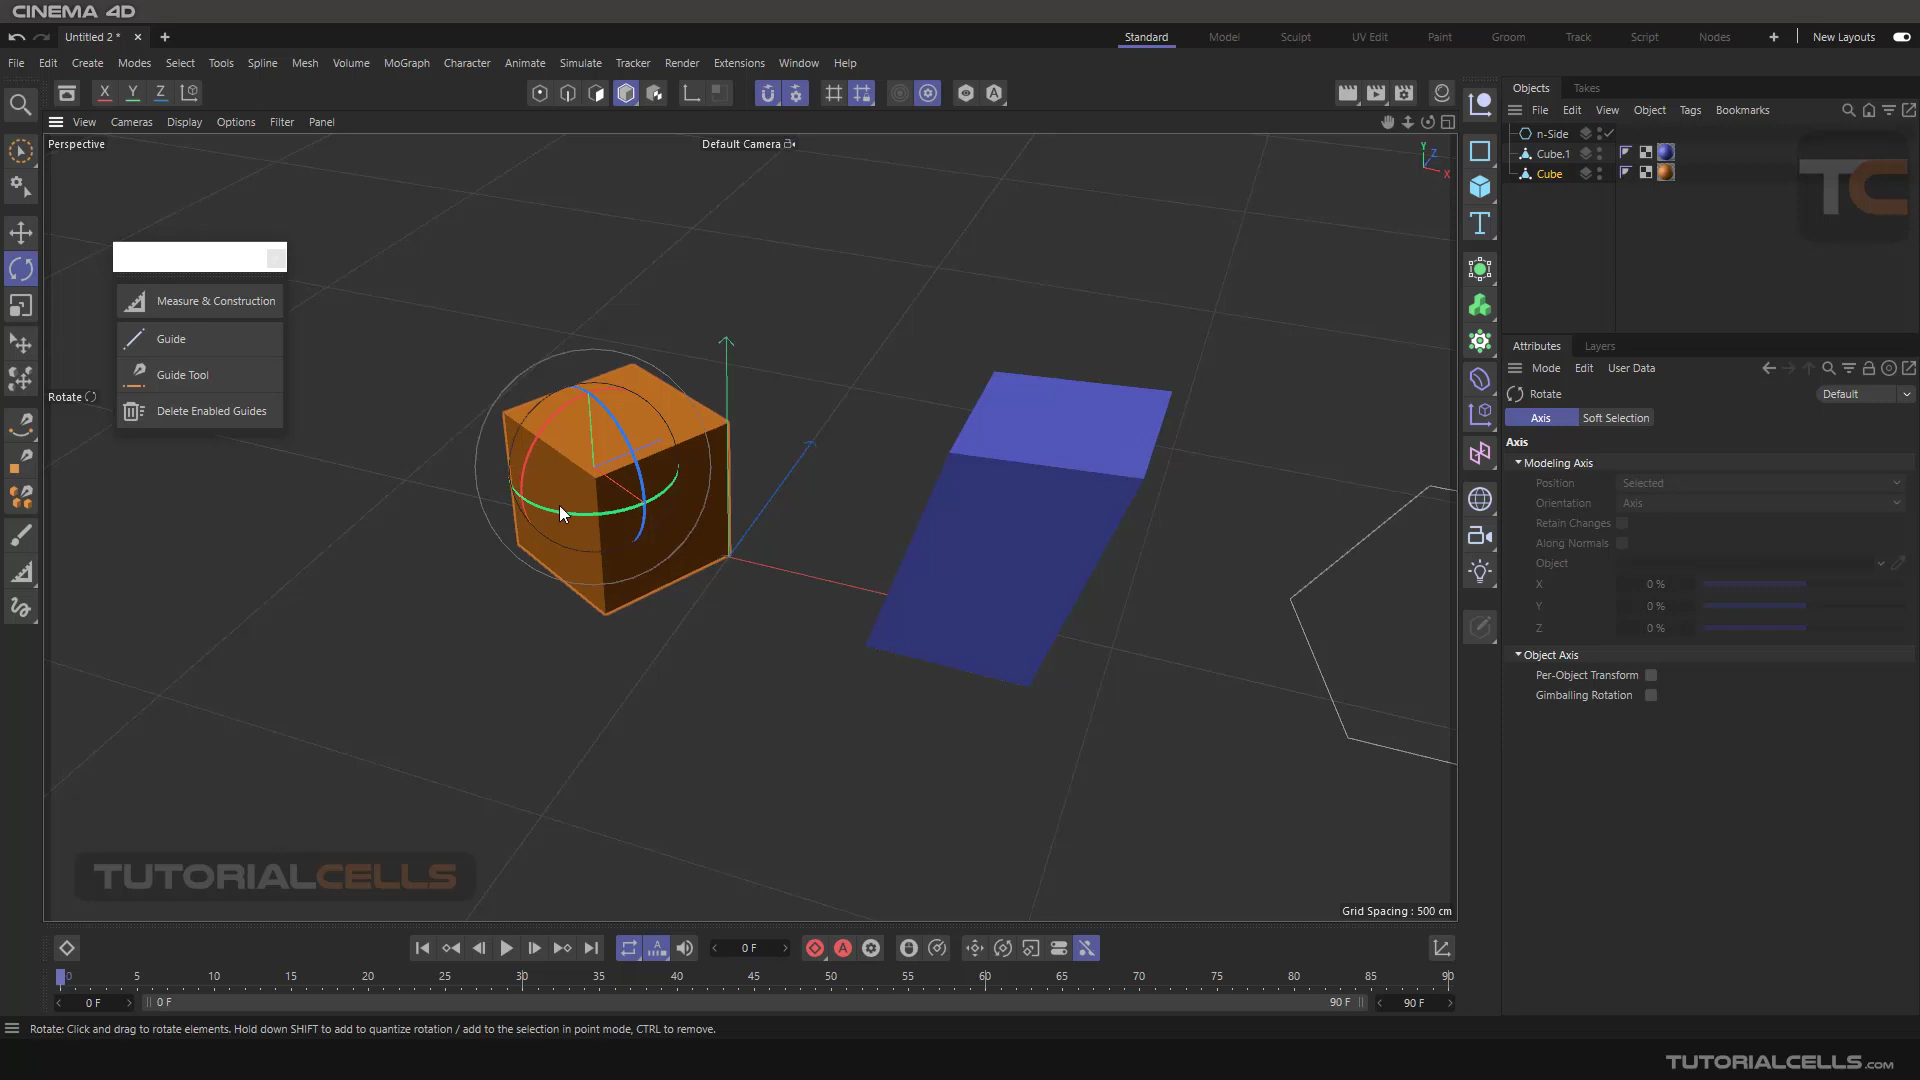 CINEMA 4D
Untitled 2 *
Standard
Model
Sculpt
UV Edit
Paint
Groom
Track
Script
Nodes
New Layouts
File Edit Create Modes Select Tools Spline Mesh Volume MoGraph Character Animate Simulate Tracker Render Extensions Window Help
X Y Z
View Cameras Display Options Filter Panel
Perspective
Default Camera
Y
Z
X
Measure & Construction
Guide
Guide Tool
Delete Enabled Guides
Rotate
TUTORIALCELLS
Grid Spacing : 500 cm
Objects Takes
File Edit View Object Tags Bookmarks
n-Side
Cube.1
Cube
TC
Attributes Layers
Mode Edit User Data
Rotate
Default
Axis Soft Selection
Axis
Modeling Axis
Position Selected
Orientation Axis
Retain Changes
Along Normals
Object
X 0 %
Y 0 %
Z 0 %
Object Axis
Per-Object Transform
Gimballing Rotation
0 F
0 5 10 15 20 25 30 35 40 45 50 55 60 65 70 75 80 85 90
0 F 0 F 90 F 90 F
Rotate: Click and drag to rotate elements. Hold down SHIFT to add to quantize rotation / add to the selection in point mode, CTRL to remove.
TUTORIALCELLS.COM